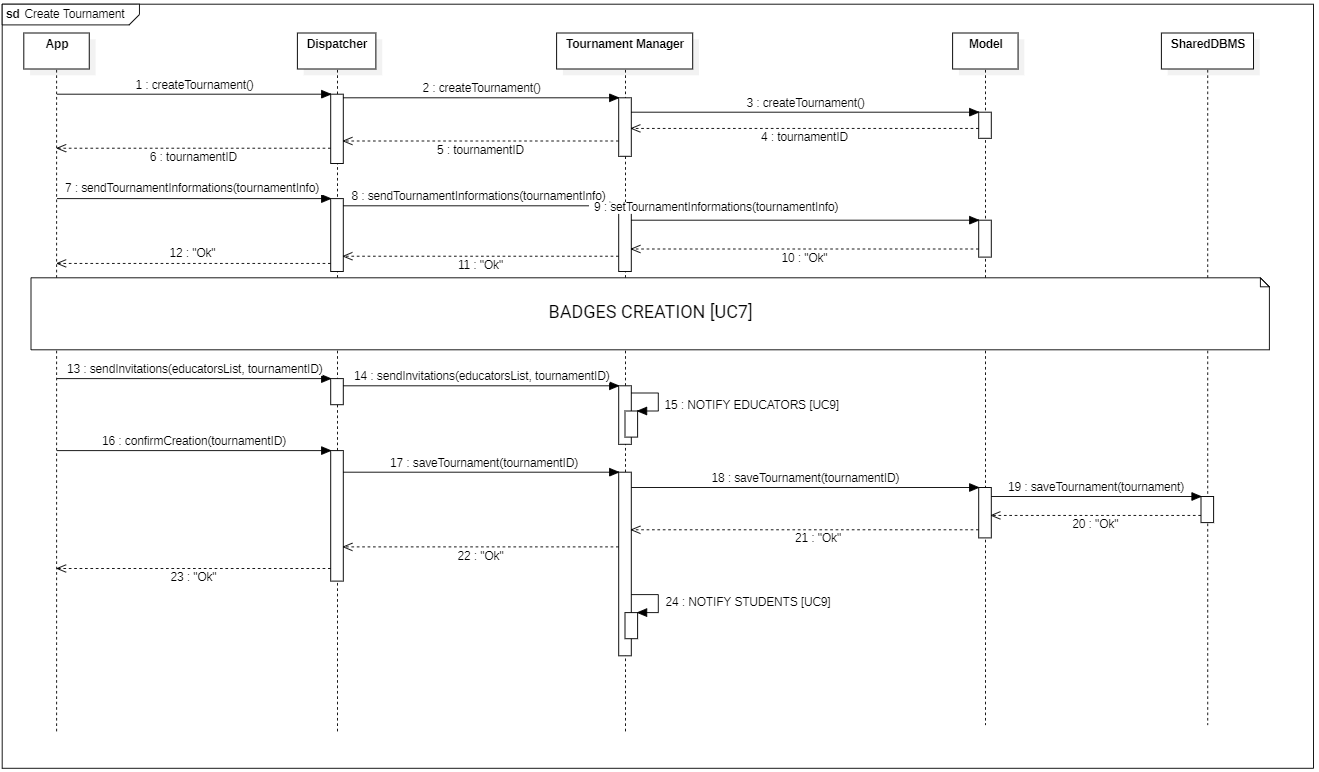 sd Create Tournament
App
Dispatcher
Tournament Manager
Model
SharedDBMS
1 : createTournament()
2 : createTournament()
3 : createTournament()
4 : tournamentID
5 : tournamentID
6 : tournamentID
7 : sendTournamentInformations(tournamentInfo)
8 : sendTournamentInformations(tournamentInfo)
9 : setTournamentInformations(tournamentInfo)
10 : "Ok"
11 : "Ok"
12 : "Ok"
BADGES CREATION [UC7]
13 : sendInvitations(educatorsList, tournamentID)
14 : sendInvitations(educatorsList, tournamentID)
15 : NOTIFY EDUCATORS [UC9]
16 : confirmCreation(tournamentID)
17 : saveTournament(tournamentID)
18 : saveTournament(tournamentID)
19 : saveTournament(tournament)
20 : "Ok"
21 : "Ok"
22 : "Ok"
23 : "Ok"
24 : NOTIFY STUDENTS [UC9]